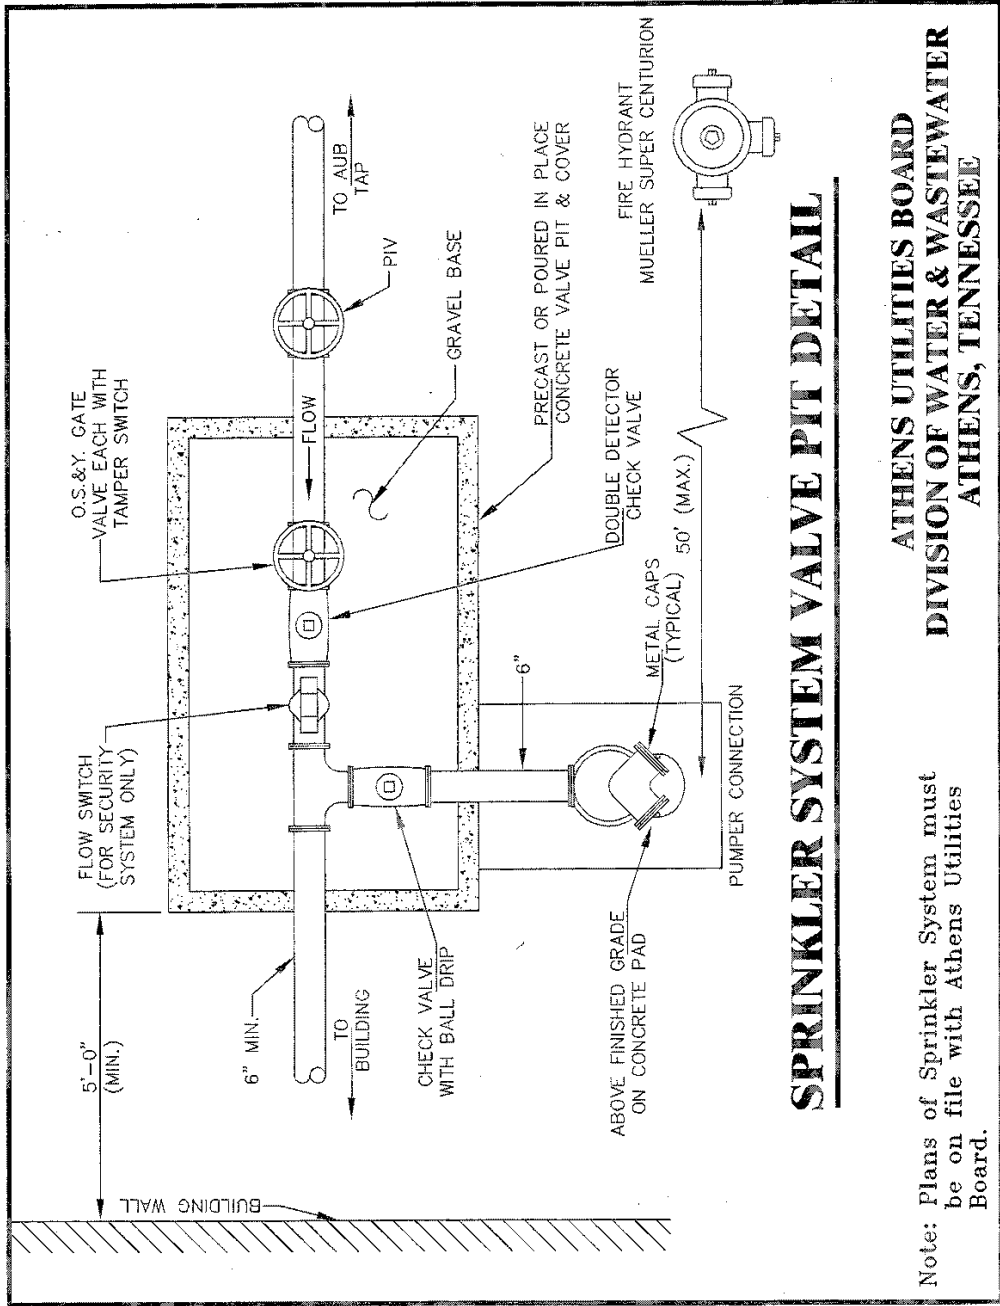 BUILDING WALL
5'-0"
(MIN.)
6" MIN.
TO
BUILDING
FLOW SWITCH
(FOR SECURITY
SYSTEM ONLY)
O.S.&Y. GATE
VALVE EACH WITH
TAMPER SWITCH
FLOW
PIV
TO AUB
TAP
GRAVEL BASE
PRECAST OR POURED IN PLACE
CONCRETE VALVE PIT & COVER
DOUBLE DETECTOR
CHECK VALVE
CHECK VALVE
WITH BALL DRIP
6"
METAL CAPS
(TYPICAL)
50' (MAX.)
FIRE HYDRANT
MUELLER SUPER CENTURION
ABOVE FINISHED GRADE
ON CONCRETE PAD
PUMPER CONNECTION
SPRINKLER SYSTEM VALVE PIT DETAIL
Note: Plans of Sprinkler System must
be on file with Athens Utilities
Board.
ATHENS UTILITIES BOARD
DIVISION OF WATER & WASTEWATER
ATHENS, TENNESSEE